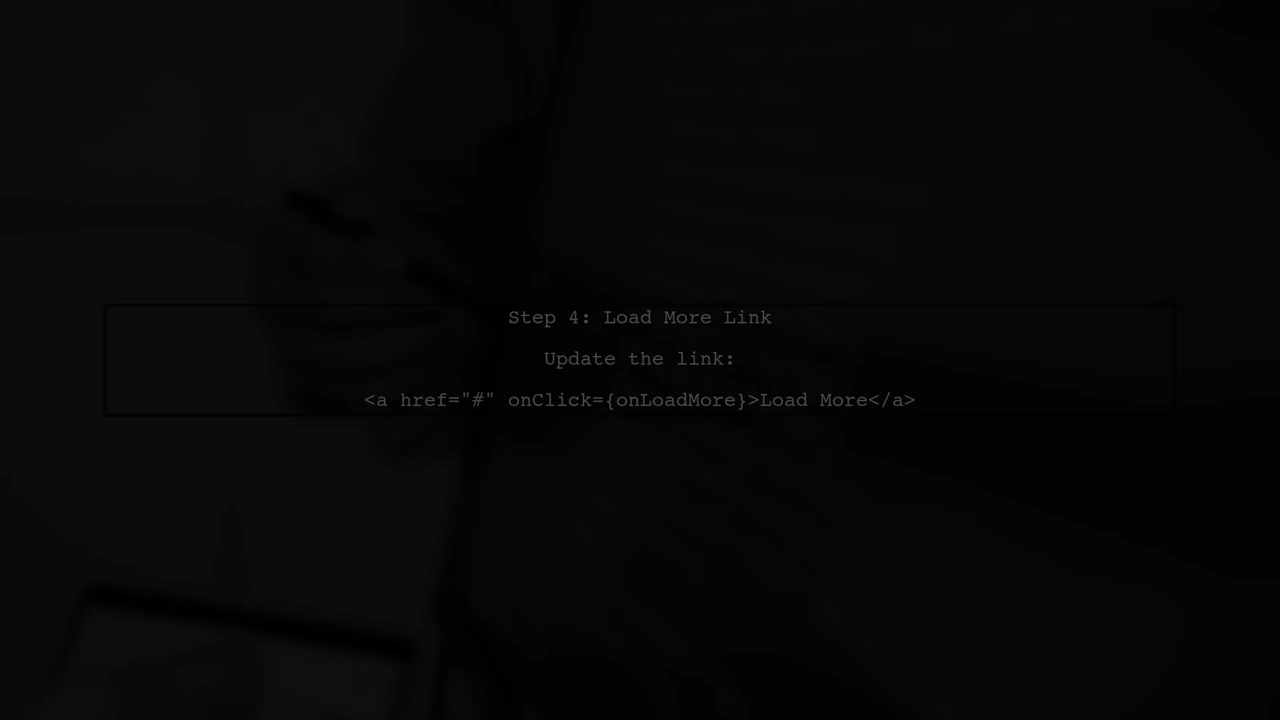 Step 4: Load More Link
Update the link:
<a href="#" onClick={onLoadMore}>Load More</a>